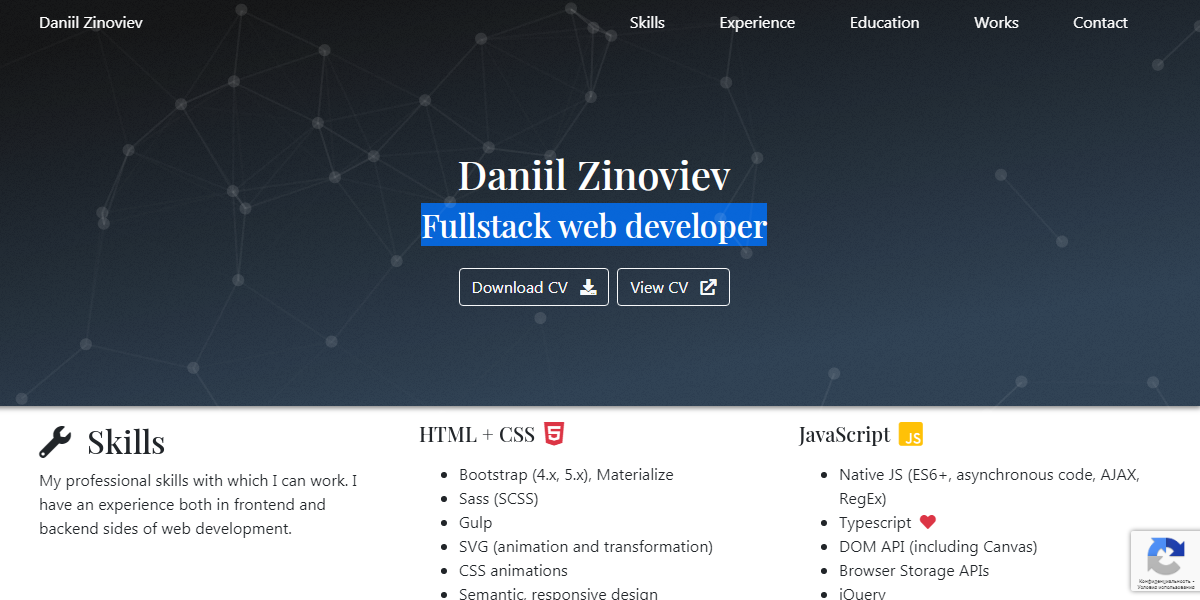 Daniil Zinoviev
Skills
Experience
Education
Works
Contact
Daniil Zinoviev
Fullstack web developer
Download CV
View CV
Skills
My professional skills with which I can work. I
have an experience both in frontend and
backend sides of web development.
HTML + CSS
5
• Bootstrap (4.x, 5.x), Materialize
• Sass (SCSS)
• Gulp
• SVG (animation and transformation)
• CSS animations
• Semantic, responsive design
JavaScript
JS
• Native JS (ES6+, asynchronous code, AJAX,
RegEx)
• Typescript
• DOM API (including Canvas)
• Browser Storage APIs
• jQuery
Конфиденциальность -
Условия использования